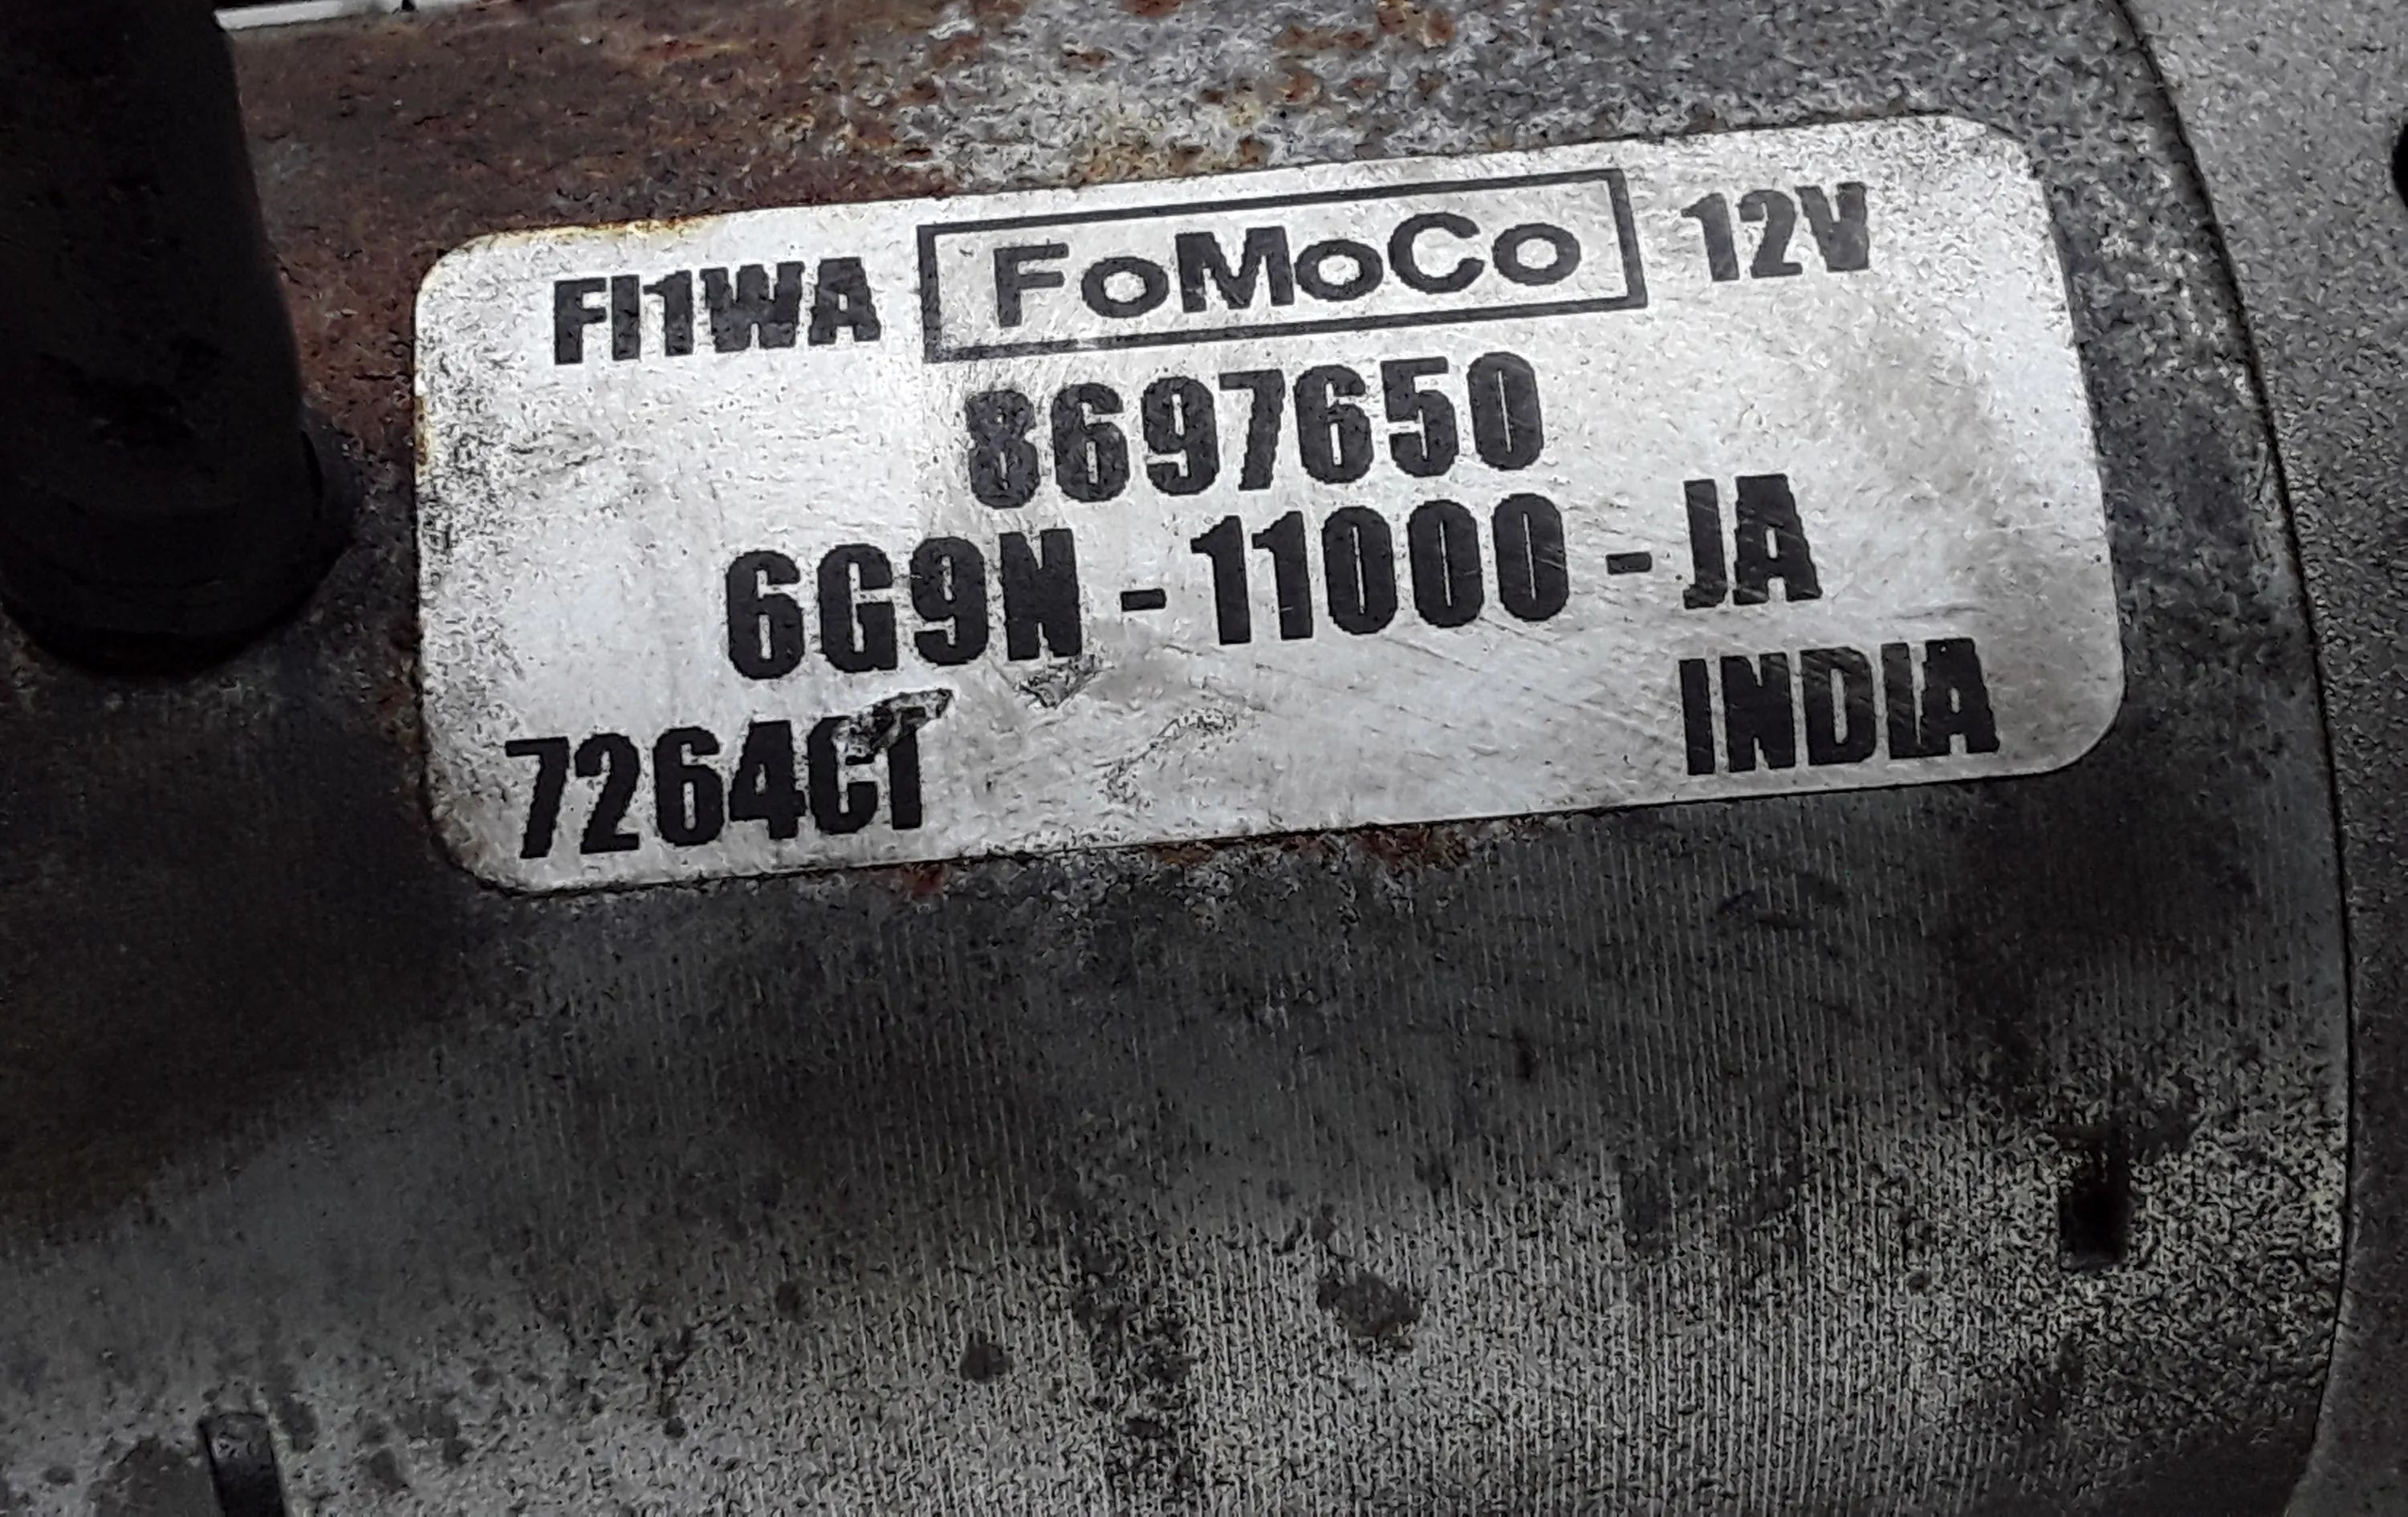 FI1WA FoMoCo 12V
8697650
6G9N - 11000 - JA
7264CT INDIA